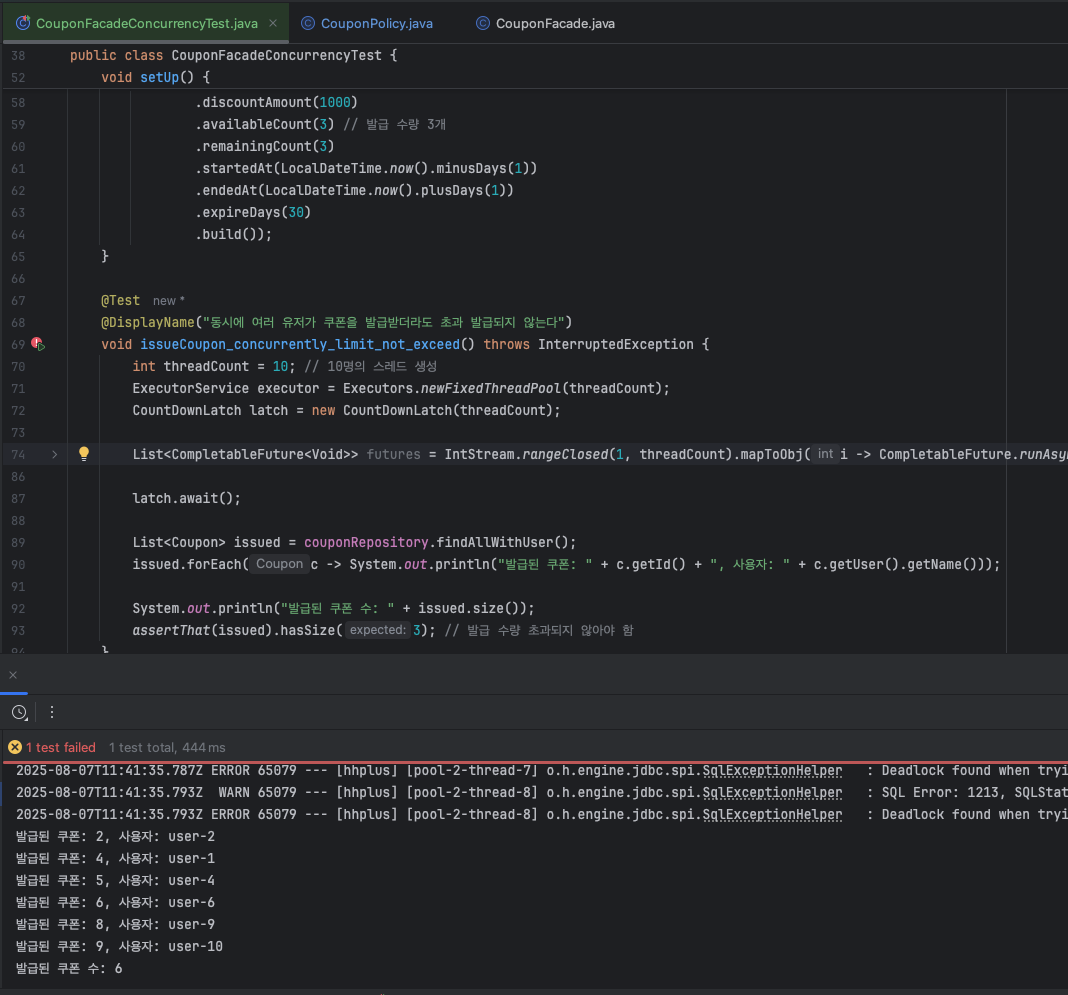 CouponFacadeConcurrencyTest.java × CouponPolicy.java CouponFacade.java
38 public class CouponFacadeConcurrencyTest {
52 void setUp() {
58 .discountAmount(1000)
59 .availableCount(3) // 발급 수량 3개
60 .remainingCount(3)
61 .startedAt(LocalDateTime.now().minusDays(1))
62 .endedAt(LocalDateTime.now().plusDays(1))
63 .expireDays(30)
64 .build());
65 }
66
67 @Test new *
68 @DisplayName("동시에 여러 유저가 쿠폰을 발급받더라도 초과 발급되지 않는다")
69 void issueCoupon_concurrently_limit_not_exceed() throws InterruptedException {
70 int threadCount = 10; // 10명의 스레드 생성
71 ExecutorService executor = Executors.newFixedThreadPool(threadCount);
72 CountDownLatch latch = new CountDownLatch(threadCount);
73
74 List<CompletableFuture<Void>> futures = IntStream.rangeClosed(1, threadCount).mapToObj( int i -> CompletableFuture.runAsy
86
87 latch.await();
88
89 List<Coupon> issued = couponRepository.findAllWithUser();
90 issued.forEach( Coupon c -> System.out.println("발급된 쿠폰: " + c.getId() + ", 사용자: " + c.getUser().getName()));
91
92 System.out.println("발급된 쿠폰 수: " + issued.size());
93 assertThat(issued).hasSize( expected: 3); // 발급 수량 초과되지 않아야 함
94 }
1 test failed 1 test total, 444 ms
2025-08-07T11:41:35.787Z ERROR 65079 --- [hhplus] [pool-2-thread-7] o.h.engine.jdbc.spi.SqlExceptionHelper : Deadlock found when tryi
2025-08-07T11:41:35.793Z WARN 65079 --- [hhplus] [pool-2-thread-8] o.h.engine.jdbc.spi.SqlExceptionHelper : SQL Error: 1213, SQLStat
2025-08-07T11:41:35.793Z ERROR 65079 --- [hhplus] [pool-2-thread-8] o.h.engine.jdbc.spi.SqlExceptionHelper : Deadlock found when tryi
발급된 쿠폰: 2, 사용자: user-2
발급된 쿠폰: 4, 사용자: user-1
발급된 쿠폰: 5, 사용자: user-4
발급된 쿠폰: 6, 사용자: user-6
발급된 쿠폰: 8, 사용자: user-9
발급된 쿠폰: 9, 사용자: user-10
발급된 쿠폰 수: 6